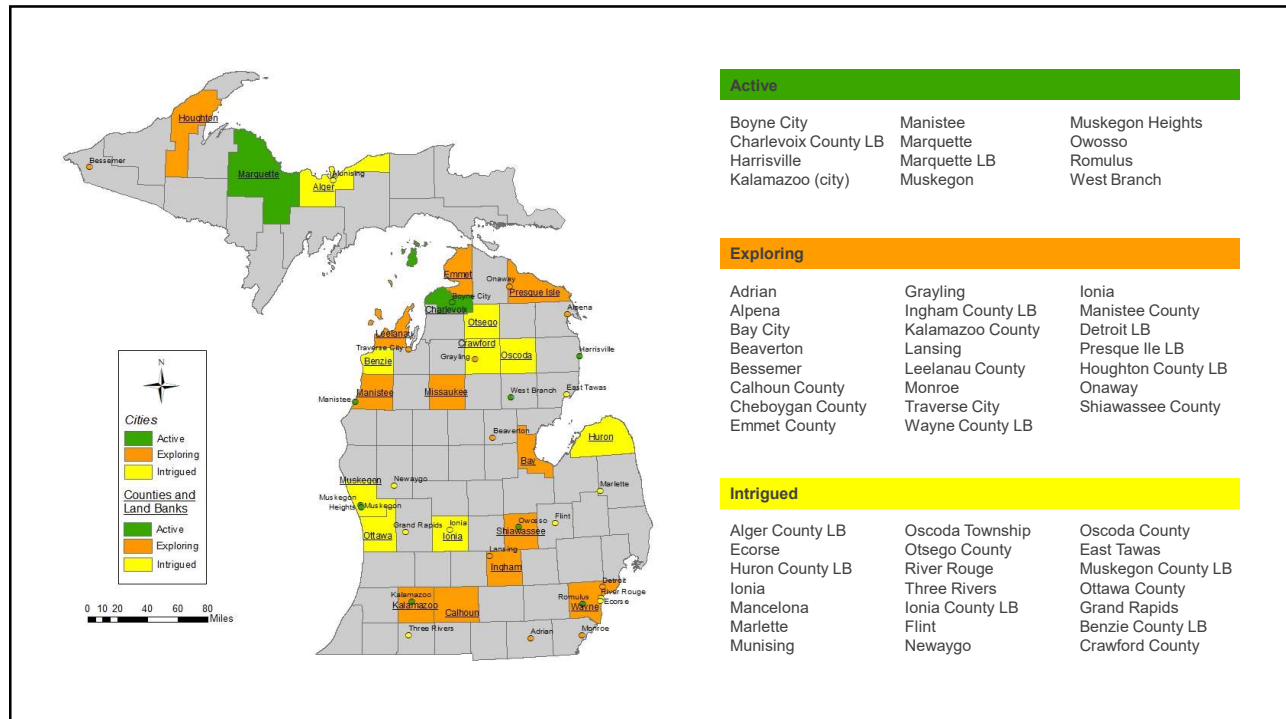 Houghton
Bessemer
Marquette
Munising
Alger
Emmet
Onaway
Presque Isle
Boyne City
Charlevoix
Alpena
Otsego
Leelanau
Crawford
Traverse City
Grayling
Oscoda
Harrisville
Benzie
Manistee
Missaukee
West Branch
East Tawas
Manistee
Beaverton
Huron
Bay
Muskegon
Newaygo
Marlette
Muskegon
Heights
Muskegon
Grand Rapids
Ionia
Owosso
Flint
Ottawa
Ionia
Shiawassee
Lansing
Ingham
Detroit
River Rouge
Ecorse
Kalamazoo
Kalamazoo
Calhoun
Romulus
Wayne
Three Rivers
Adrian
Monroe
N
Cities
Active
Exploring
Intrigued
Counties and
Land Banks
Active
Exploring
Intrigued
0 10 20 40 60 80
Miles
Active
Boyne City
Charlevoix County LB
Harrisville
Kalamazoo (city)
Manistee
Marquette
Marquette LB
Muskegon
Muskegon Heights
Owosso
Romulus
West Branch
Exploring
Adrian
Alpena
Bay City
Beaverton
Bessemer
Calhoun County
Cheboygan County
Emmet County
Grayling
Ingham County LB
Kalamazoo County
Lansing
Leelanau County
Monroe
Traverse City
Wayne County LB
Ionia
Manistee County
Detroit LB
Presque Ile LB
Houghton County LB
Onaway
Shiawassee County
Intrigued
Alger County LB
Ecorse
Huron County LB
Ionia
Mancelona
Marlette
Munising
Oscoda Township
Otsego County
River Rouge
Three Rivers
Ionia County LB
Flint
Newaygo
Oscoda County
East Tawas
Muskegon County LB
Ottawa County
Grand Rapids
Benzie County LB
Crawford County